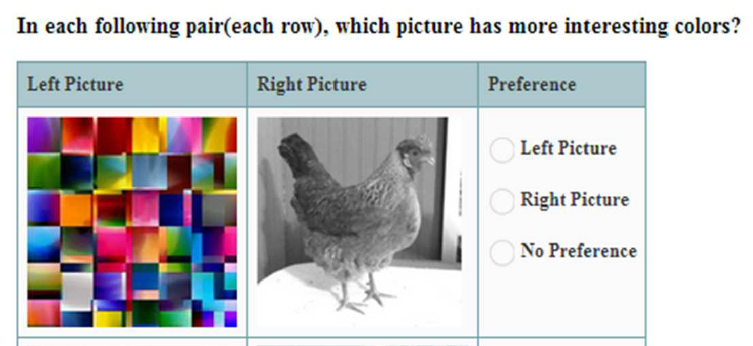 In each following pair(each row), which picture has more interesting colors?
Left Picture
Right Picture
Preference
Left Picture
Right Picture
No Preference